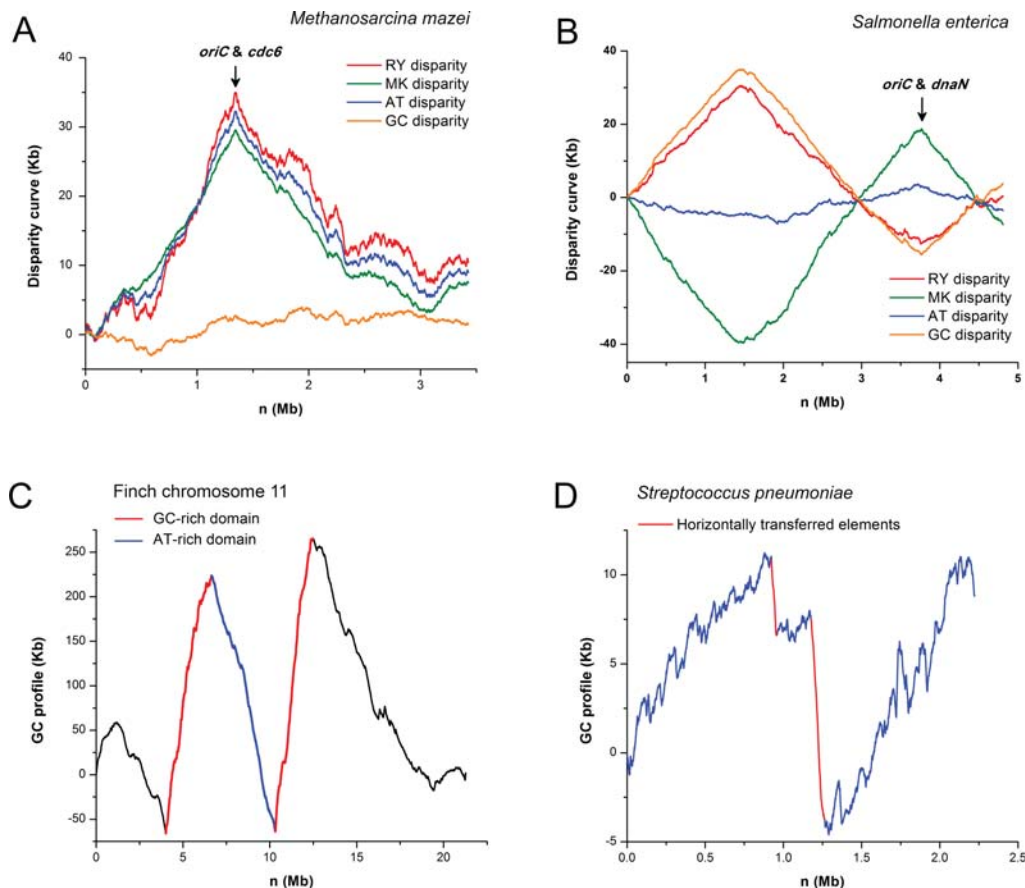 A
Methanosarcina mazei
oriC & cdc6
RY disparity
MK disparity
AT disparity
GC disparity
Disparity curve (Kb)
40
30
20
10
0
0
1
2
3
n (Mb)
B
Salmonella enterica
oriC & dnaN
RY disparity
MK disparity
AT disparity
GC disparity
Disparity curve (Kb)
40
20
0
-20
-40
0
1
2
3
4
5
n (Mb)
C
Finch chromosome 11
GC-rich domain
AT-rich domain
GC profile (Kb)
250
200
150
100
50
0
-50
0
5
10
15
20
n (Mb)
D
Streptococcus pneumoniae
Horizontally transferred elements
GC profile (Kb)
10
5
0
-5
0.0
0.5
1.0
1.5
2.0
2.5
n (Mb)